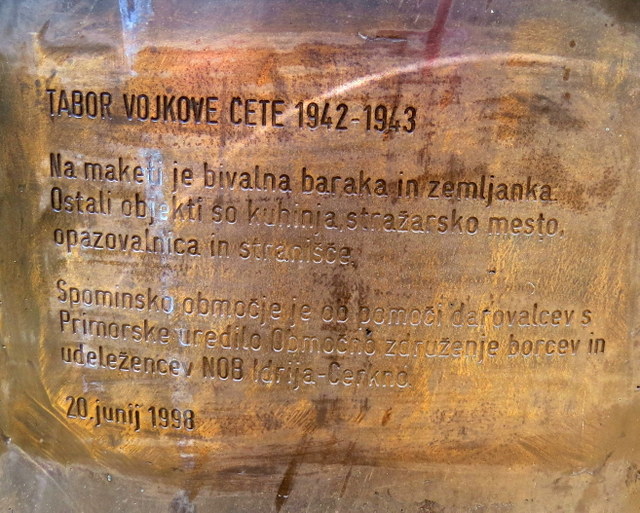 TABOR VOJKOVE ČETE 1942-1943
Na maketi je bivalna baraka in zemljanka.
Ostali objekti so kuhinja, stražarsko mesto,
opazovalnica in stranišče.
Spominsko območje je ob pomoči darovalcev s
Primorske uredilo Območno združenje borcev in
udeležencev NOB Idrija-Cerkno.
20. junij 1998